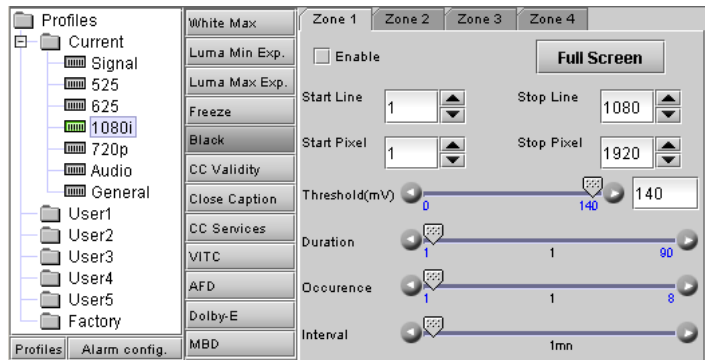 Profiles
Current
Signal
525
625
1080i
720p
Audio
General
User1
User2
User3
User4
User5
Factory
Profiles Alarm config.
White Max
Luma Min Exp.
Luma Max Exp.
Freeze
Black
CC Validity
Close Caption
CC Services
VITC
AFD
Dolby-E
MBD
Zone 1 Zone 2 Zone 3 Zone 4
Enable Full Screen
Start Line 1 Stop Line 1080
Start Pixel 1 Stop Pixel 1920
Threshold(mV) 0 140 140
Duration 1 1 90
Occurence 1 1 8
Interval 1mn